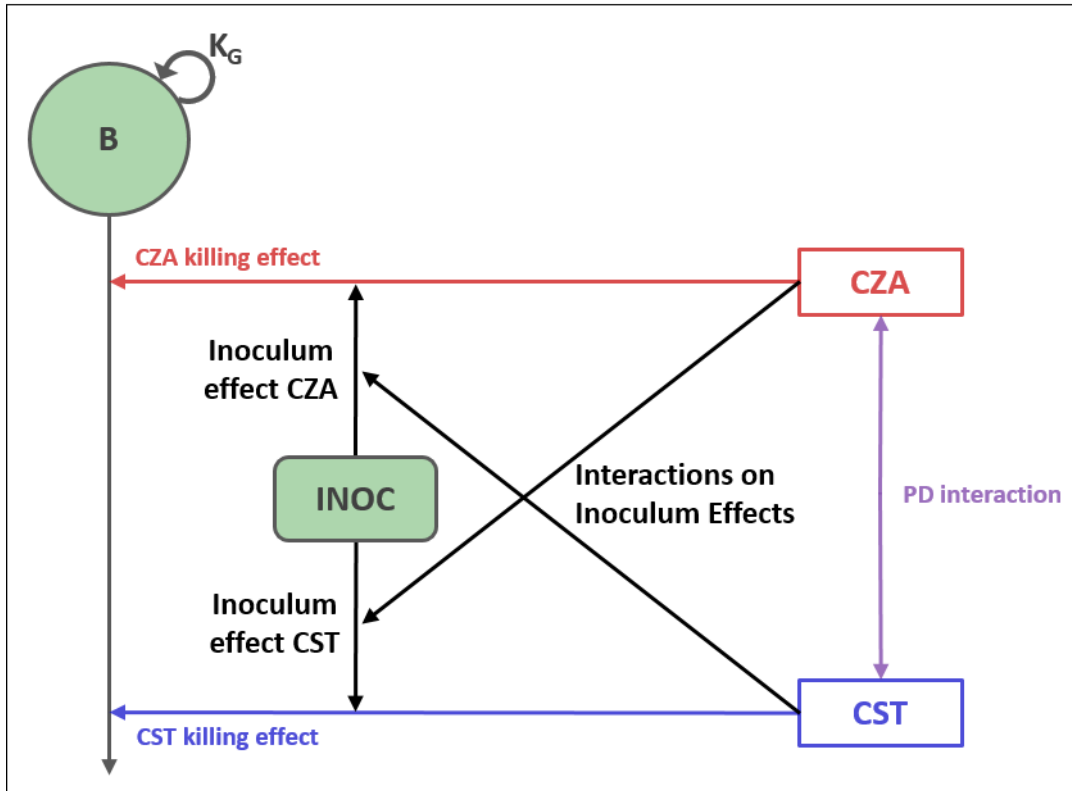 K_G
B
CZA killing effect
CZA
Inoculum
effect CZA
INOC
Interactions on
Inoculum Effects
PD interaction
Inoculum
effect CST
CST killing effect
CST